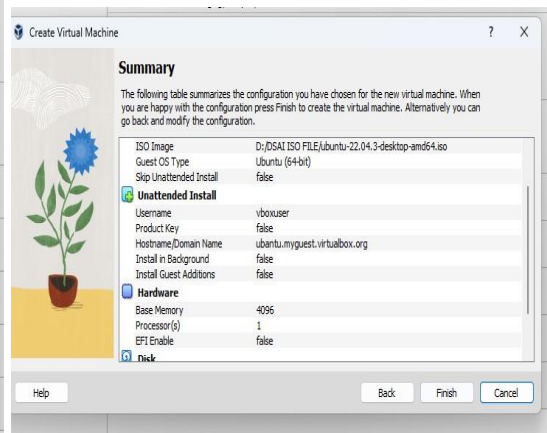 Create Virtual Machine
? X
Summary
The following table summarizes the configuration you have chosen for the new virtual machine. When
you are happy with the configuration press Finish to create the virtual machine. Alternatively you can
go back and modify the configuration.
ISO Image D:/DSAI ISO FILE/ubuntu-22.04.3-desktop-amd64.iso
Guest OS Type Ubuntu (64-bit)
Skip Unattended Install false
Unattended Install
Username vboxuser
Product Key false
Hostname/Domain Name ubantu.myguest.virtualbox.org
Install in Background false
Install Guest Additions false
Hardware
Base Memory 4096
Processor(s) 1
EFI Enable false
Disk
Help Back Finish Cancel